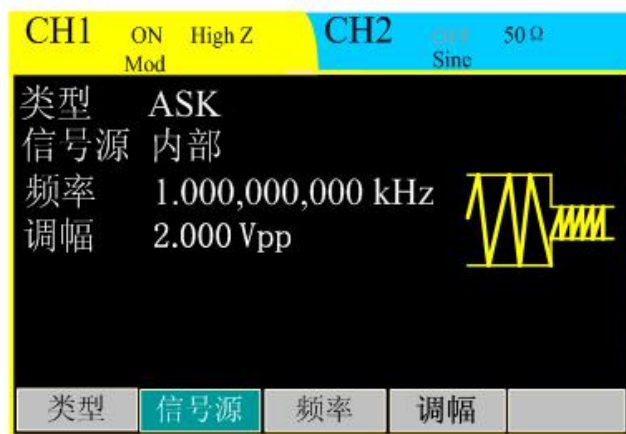 CH1 ON High Z CH2 OFF 50Ω
Mod Sine
类型 ASK
信号源 内部
频率 1.000,000,000 kHz
调幅 2.000 Vpp
类型 信号源 频率 调幅